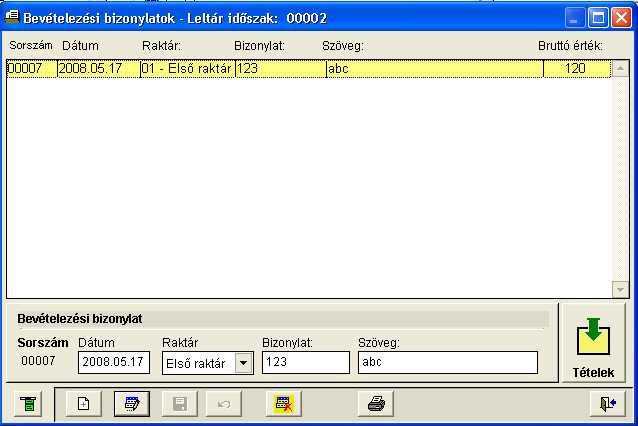 Bevételezési bizonylatok - Leltár időszak: 00002
Sorszám Dátum Raktár: Bizonylat: Szöveg: Bruttó érték:
00007 2008.05.17 01 - Első raktár 123 abc 120
Bevételezési bizonylat
Sorszám Dátum Raktár Bizonylat: Szöveg:
00007 2008.05.17 Első raktár 123 abc
Tételek